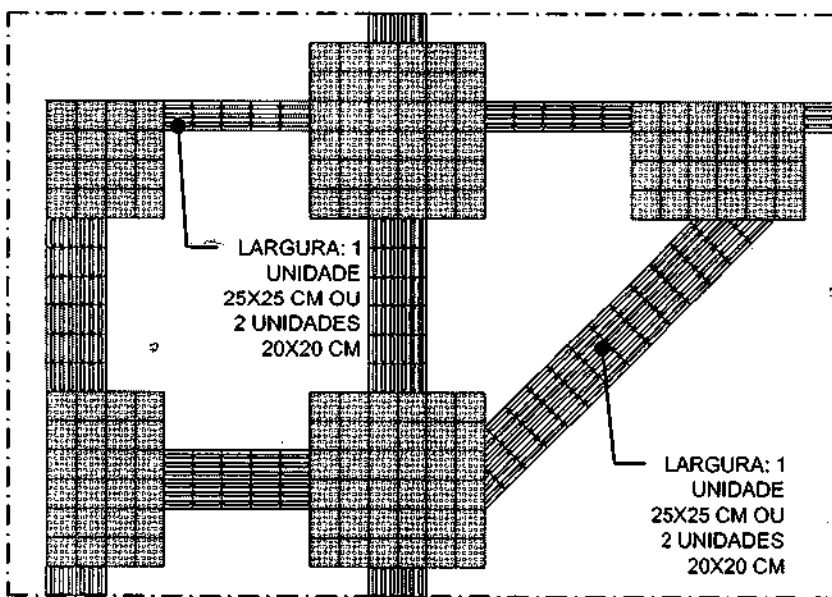 LARGURA: 1
UNIDADE
25X25 CM OU
2 UNIDADES
20X20 CM
LARGURA: 1
UNIDADE
25X25 CM OU
2 UNIDADES
20X20 CM